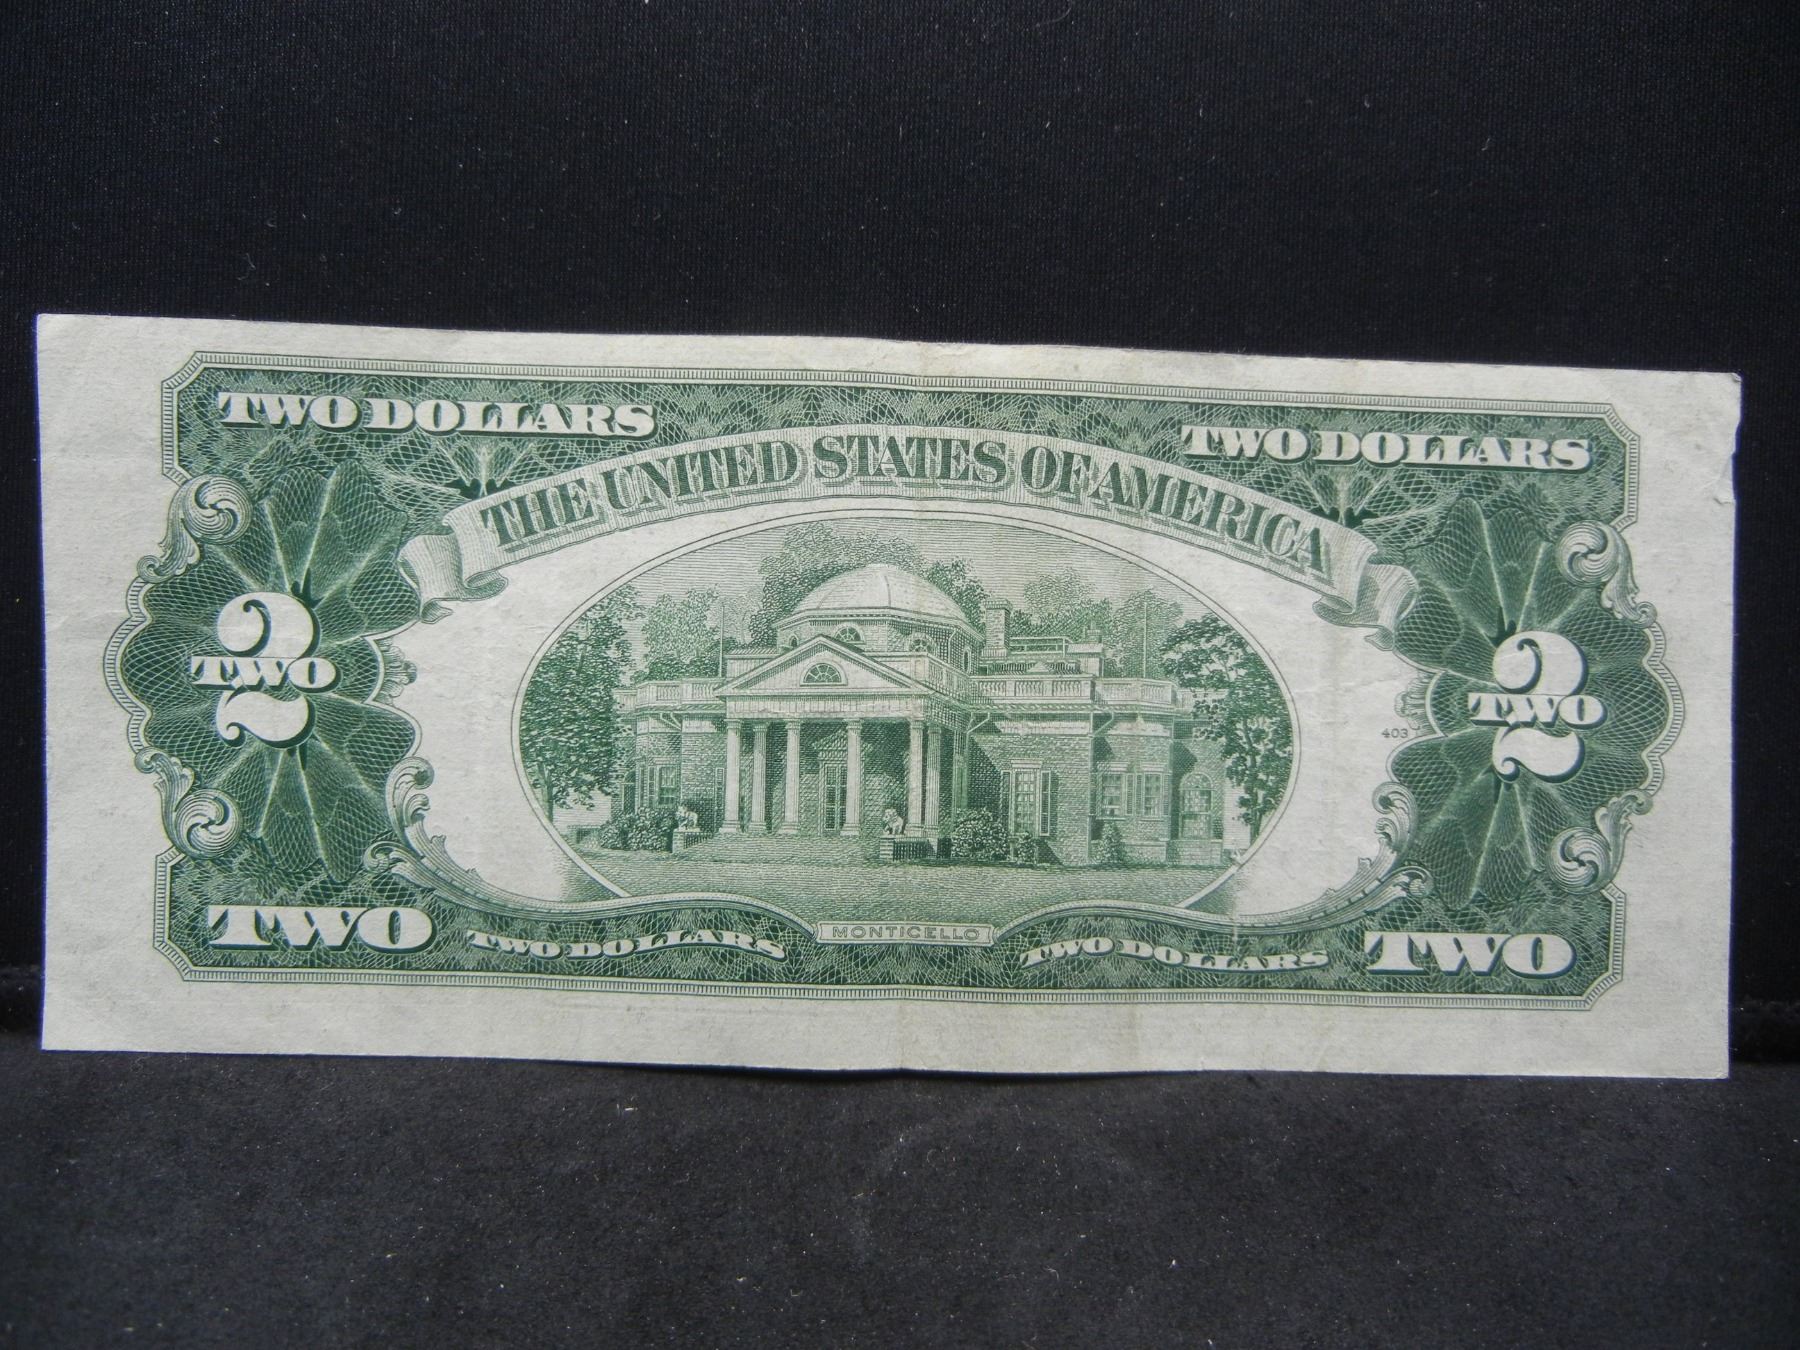 TWO DOLLARS
TWO DOLLARS
THE UNITED STATES OF AMERICA
2
TWO
2
TWO
403
TWO
TWO DOLLARS
MONTICELLO
TWO DOLLARS
TWO